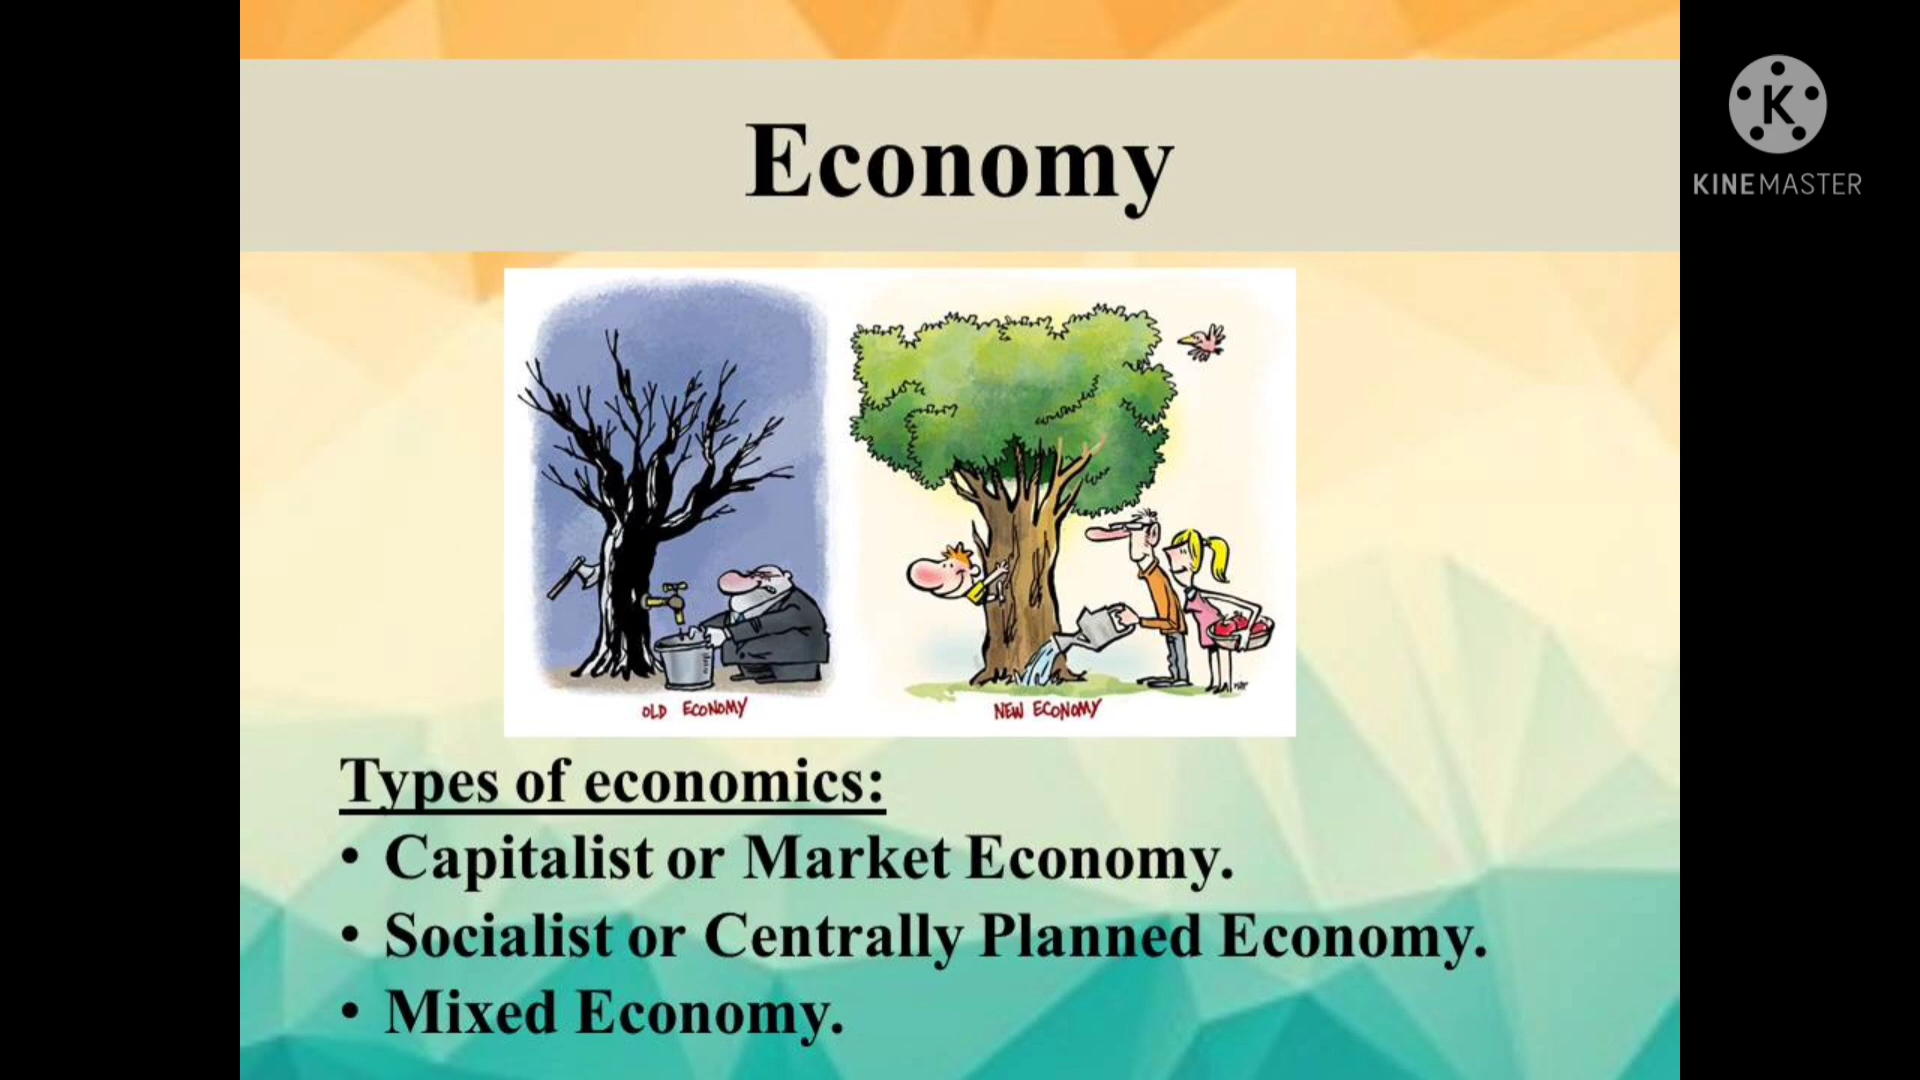 Economy
K
KINEMASTER
OLD ECONOMY
NEW ECONOMY
Types of economics:
• Capitalist or Market Economy.
• Socialist or Centrally Planned Economy.
• Mixed Economy.